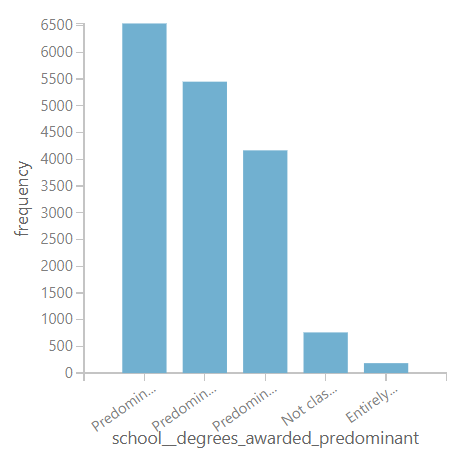 6500
6000
5500
5000
4500
4000
3500
3000
2500
2000
1500
1000
500
0
frequency
Predomin...
Predomin...
Predomin...
Not clas...
Entirely...
school__degrees_awarded_predominant